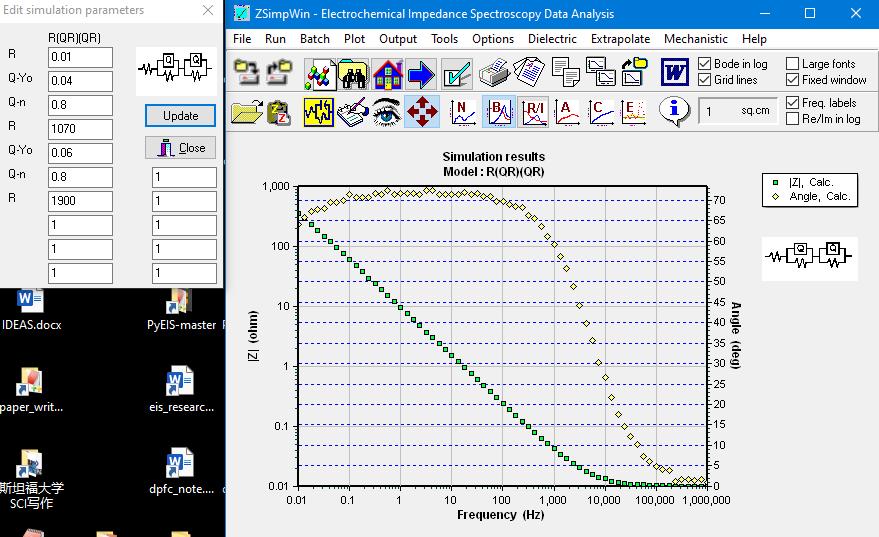 Edit simulation parameters
R(QR)(QR)
R 0.01
Q-Yo 0.04
Q-n 0.8
R 1070
Q-Yo 0.06
Q-n 0.8 1
R 1900 1
1 1
1 1
1 1
Q Q
Update
Close
IDEAS.docx
PyEIS-master
paper_writ...
eis_researc...
斯坦福大学
SCI写作
dpfc_note....
ZSimpWin - Electrochemical Impedance Spectroscopy Data Analysis
File Run Batch Plot Output Tools Options Dielectric Extrapolate Mechanistic Help
W
Bode in log
Large fonts
Grid lines
Fixed window
Z
N B R/I A C E
i
1 sq.cm
Freq. labels
Re/Im in log
Simulation results
Model : R(QR)(QR)
|Z|, Calc.
Angle, Calc.
Q Q
|Z| (ohm)
1,000
100
10
1
0.1
0.01
70
65
60
55
50
45
40
35
30
25
20
15
10
5
0
Angle (deg)
0.01 0.1 1 10 100 1,000 10,000 100,000 1,000,000
Frequency (Hz)